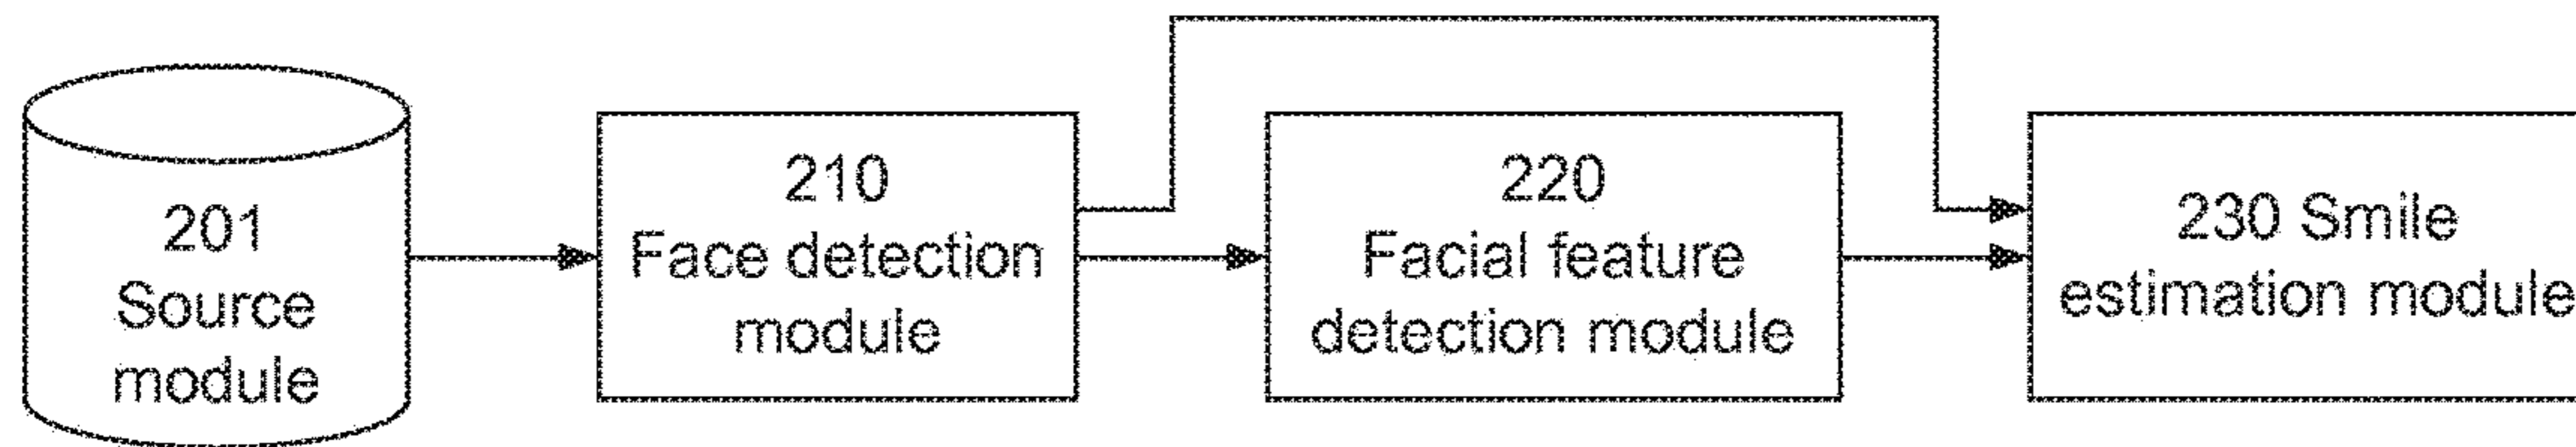 201
Source
module
210
Face detection
module
220
Facial feature
detection module
230 Smile
estimation module